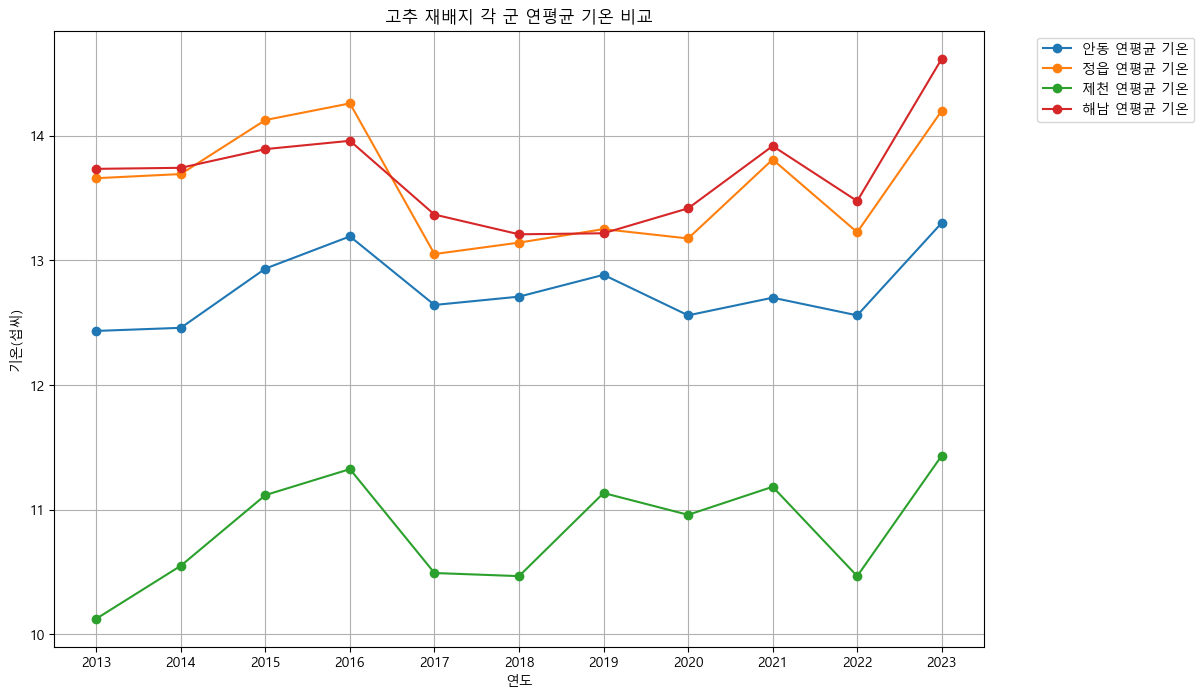 고추 재배지 각 군 연평균 기온 비교
안동 연평균 기온
정읍 연평균 기온
제천 연평균 기온
해남 연평균 기온
기온(섭씨)
14
13
12
11
10
2013 2014 2015 2016 2017 2018 2019 2020 2021 2022 2023
연도